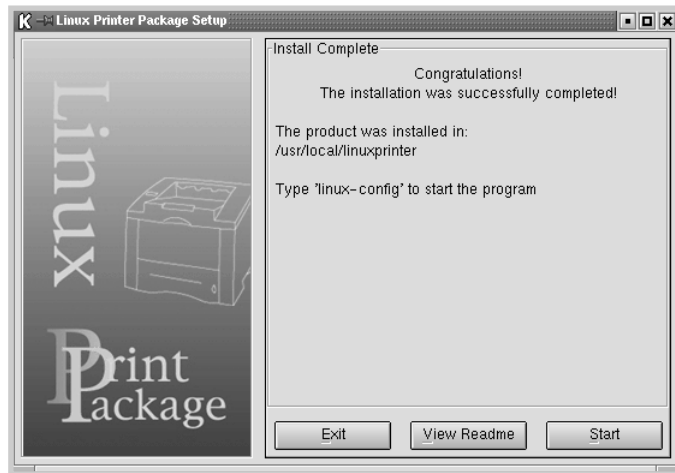 Linux Printer Package Setup
Linux
Print
Package
Install Complete
Congratulations!
The installation was successfully completed!
The product was installed in:
/usr/local/linuxprinter
Type 'linux-config' to start the program
Exit
View Readme
Start